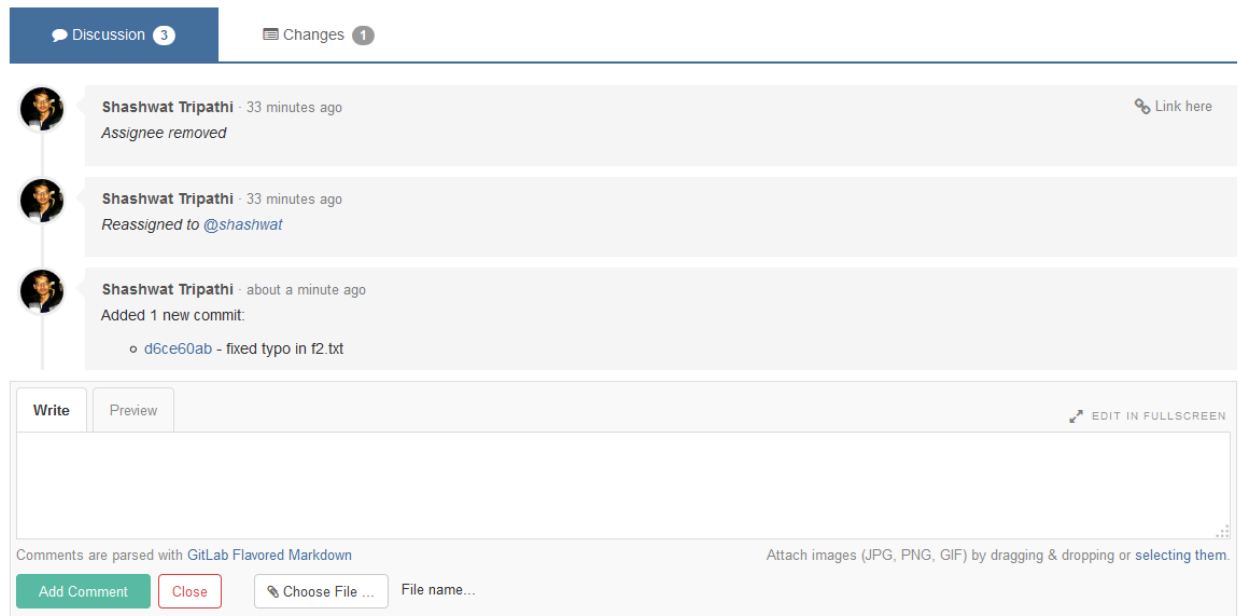 Discussion 3
Changes 1
Shashwat Tripathi · 33 minutes ago
Link here
Assignee removed
Shashwat Tripathi · 33 minutes ago
Reassigned to @shashwat
Shashwat Tripathi · about a minute ago
Added 1 new commit:
d6ce60ab - fixed typo in f2.txt
Write
Preview
EDIT IN FULLSCREEN
Comments are parsed with GitLab Flavored Markdown
Attach images (JPG, PNG, GIF) by dragging & dropping or selecting them.
Add Comment
Close
Choose File ...
File name...